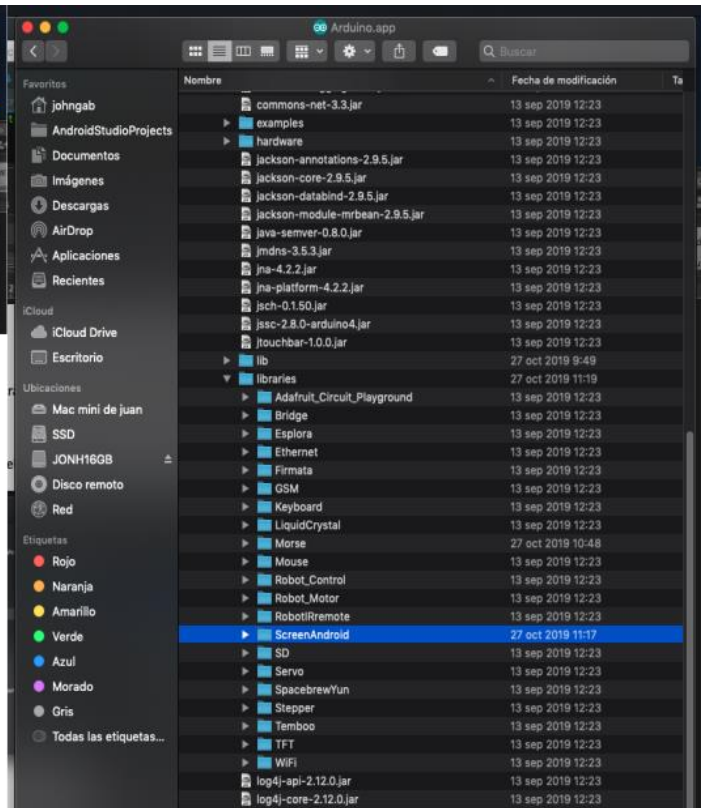 Arduino.app
Buscar
Favoritos
johngab
AndroidStudioProjects
Documentos
Imágenes
Descargas
AirDrop
Aplicaciones
Recientes
iCloud
iCloud Drive
Escritorio
Ubicaciones
Mac mini de juan
SSD
JONH16GB
Disco remoto
Red
Etiquetas
Rojo
Naranja
Amarillo
Verde
Azul
Morado
Gris
Todas las etiquetas...
Nombre Fecha de modificación Ta
commons-net-3.3.jar 13 sep 2019 12:23
examples 13 sep 2019 12:23
hardware 13 sep 2019 12:23
jackson-annotations-2.9.5.jar 13 sep 2019 12:23
jackson-core-2.9.5.jar 13 sep 2019 12:23
jackson-databind-2.9.5.jar 13 sep 2019 12:23
jackson-module-mrbean-2.9.5.jar 13 sep 2019 12:23
java-semver-0.8.0.jar 13 sep 2019 12:23
jmdns-3.5.3.jar 13 sep 2019 12:23
jna-4.2.2.jar 13 sep 2019 12:23
jna-platform-4.2.2.jar 13 sep 2019 12:23
jsch-0.1.50.jar 13 sep 2019 12:23
jssc-2.8.0-arduino4.jar 13 sep 2019 12:23
jtouchbar-1.0.0.jar 13 sep 2019 12:23
lib 27 oct 2019 9:49
libraries 27 oct 2019 11:19
Adafruit_Circuit_Playground 13 sep 2019 12:23
Bridge 13 sep 2019 12:23
Esplora 13 sep 2019 12:23
Ethernet 13 sep 2019 12:23
Firmata 13 sep 2019 12:23
GSM 13 sep 2019 12:23
Keyboard 13 sep 2019 12:23
LiquidCrystal 13 sep 2019 12:23
Morse 27 oct 2019 10:48
Mouse 13 sep 2019 12:23
Robot_Control 13 sep 2019 12:23
Robot_Motor 13 sep 2019 12:23
RobotIRremote 13 sep 2019 12:23
ScreenAndroid 27 oct 2019 11:17
SD 13 sep 2019 12:23
Servo 13 sep 2019 12:23
SpacebrewYun 13 sep 2019 12:23
Stepper 13 sep 2019 12:23
Temboo 13 sep 2019 12:23
TFT 13 sep 2019 12:23
WiFi 13 sep 2019 12:23
log4j-api-2.12.0.jar 13 sep 2019 12:23
log4j-core-2.12.0.jar 13 sep 2019 12:23